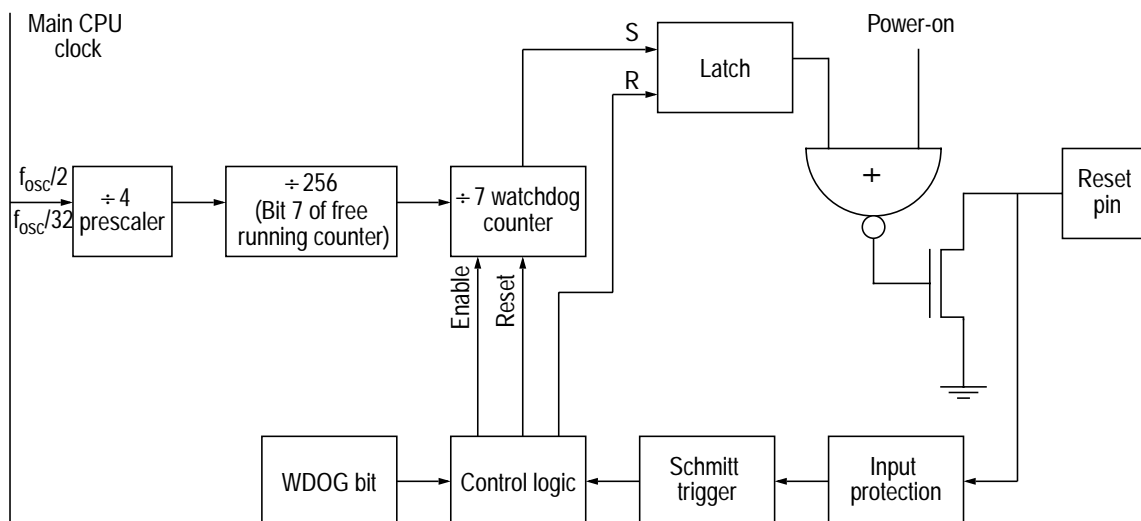 Main CPU
clock
S
R
Latch
Power-on
fosc/2
fosc/32
÷ 4
prescaler
÷ 256
(Bit 7 of free
running counter)
÷ 7 watchdog
counter
+
Reset
pin
Enable
Reset
WDOG bit
Control logic
Schmitt
trigger
Input
protection